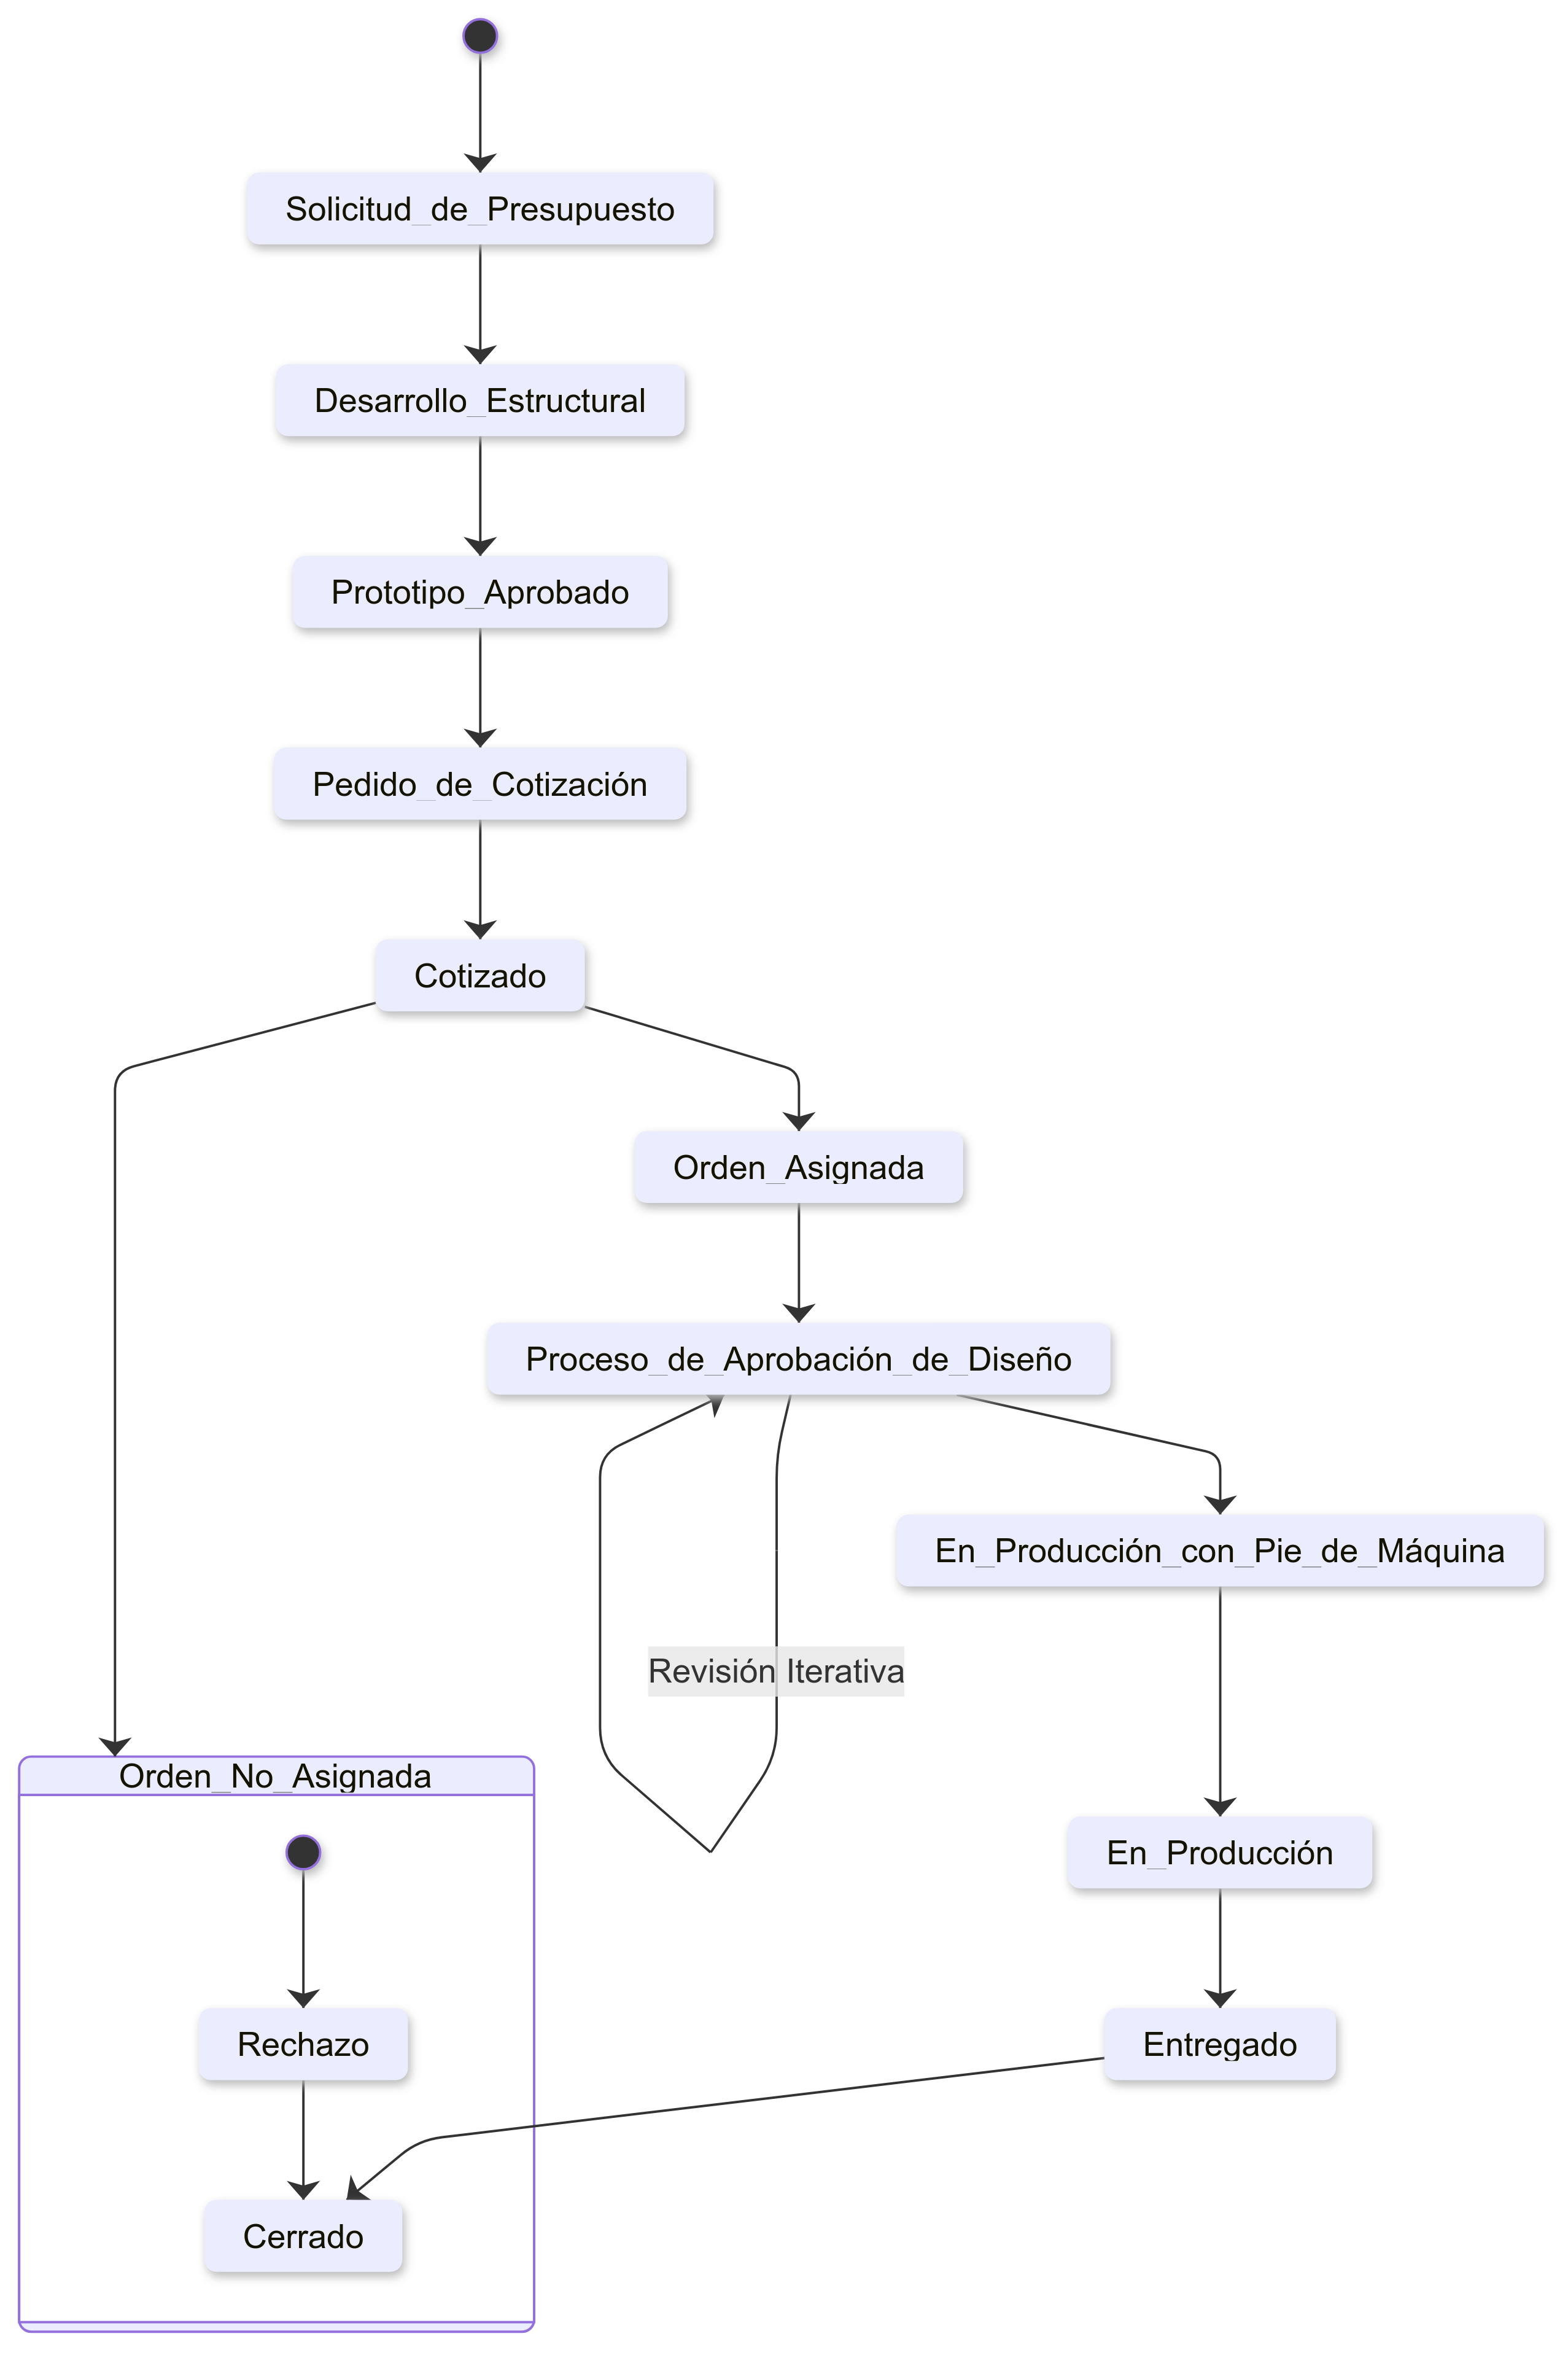 Solicitud_de_Presupuesto
Desarrollo_Estructural
Prototipo_Aprobado
Pedido_de_Cotización
Cotizado
Orden_Asignada
Proceso_de_Aprobación_de_Diseño
En_Producción_con_Pie_de_Máquina
Revisión Iterativa
Orden_No_Asignada
En_Producción
Rechazo
Entregado
Cerrado